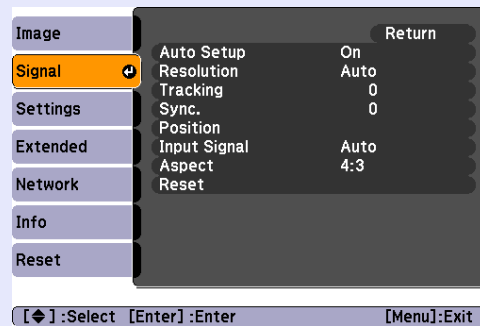 Image
Signal
Settings
Extended
Network
Info
Reset
Return
Auto Setup On
Resolution Auto
Tracking 0
Sync. 0
Position
Input Signal Auto
Aspect 4:3
Reset
[◆] :Select [Enter] :Enter [Menu]:Exit